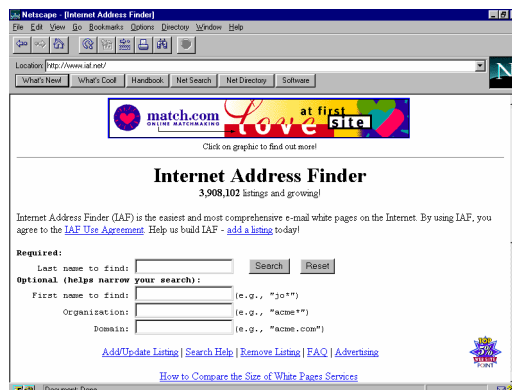 Netscape - [Internet Address Finder]
File Edit View Go Bookmarks Options Directory Window Help
Location: http://www.iaf.net/
What's New! What's Cool! Handbook Net Search Net Directory Software
match.com
ONLINE MATCHMAKING
Love at first site
Click on graphic to find out more!
Internet Address Finder
3,908,102 listings and growing!
Internet Address Finder (IAF) is the easiest and most comprehensive e-mail white pages on the Internet. By using IAF, you
agree to the IAF Use Agreement. Help us build IAF - add a listing today!
Required:
Last name to find: Search Reset
Optional (helps narrow your search):
First name to find: (e.g., "jo*")
Organization: (e.g., "acme*")
Domain: (e.g., "acme.com")
Add/Update Listing | Search Help | Remove Listing | FAQ | Advertising
TOP
5%
WEB SITE
POINT
How to Compare the Size of White Pages Services
Document: Done